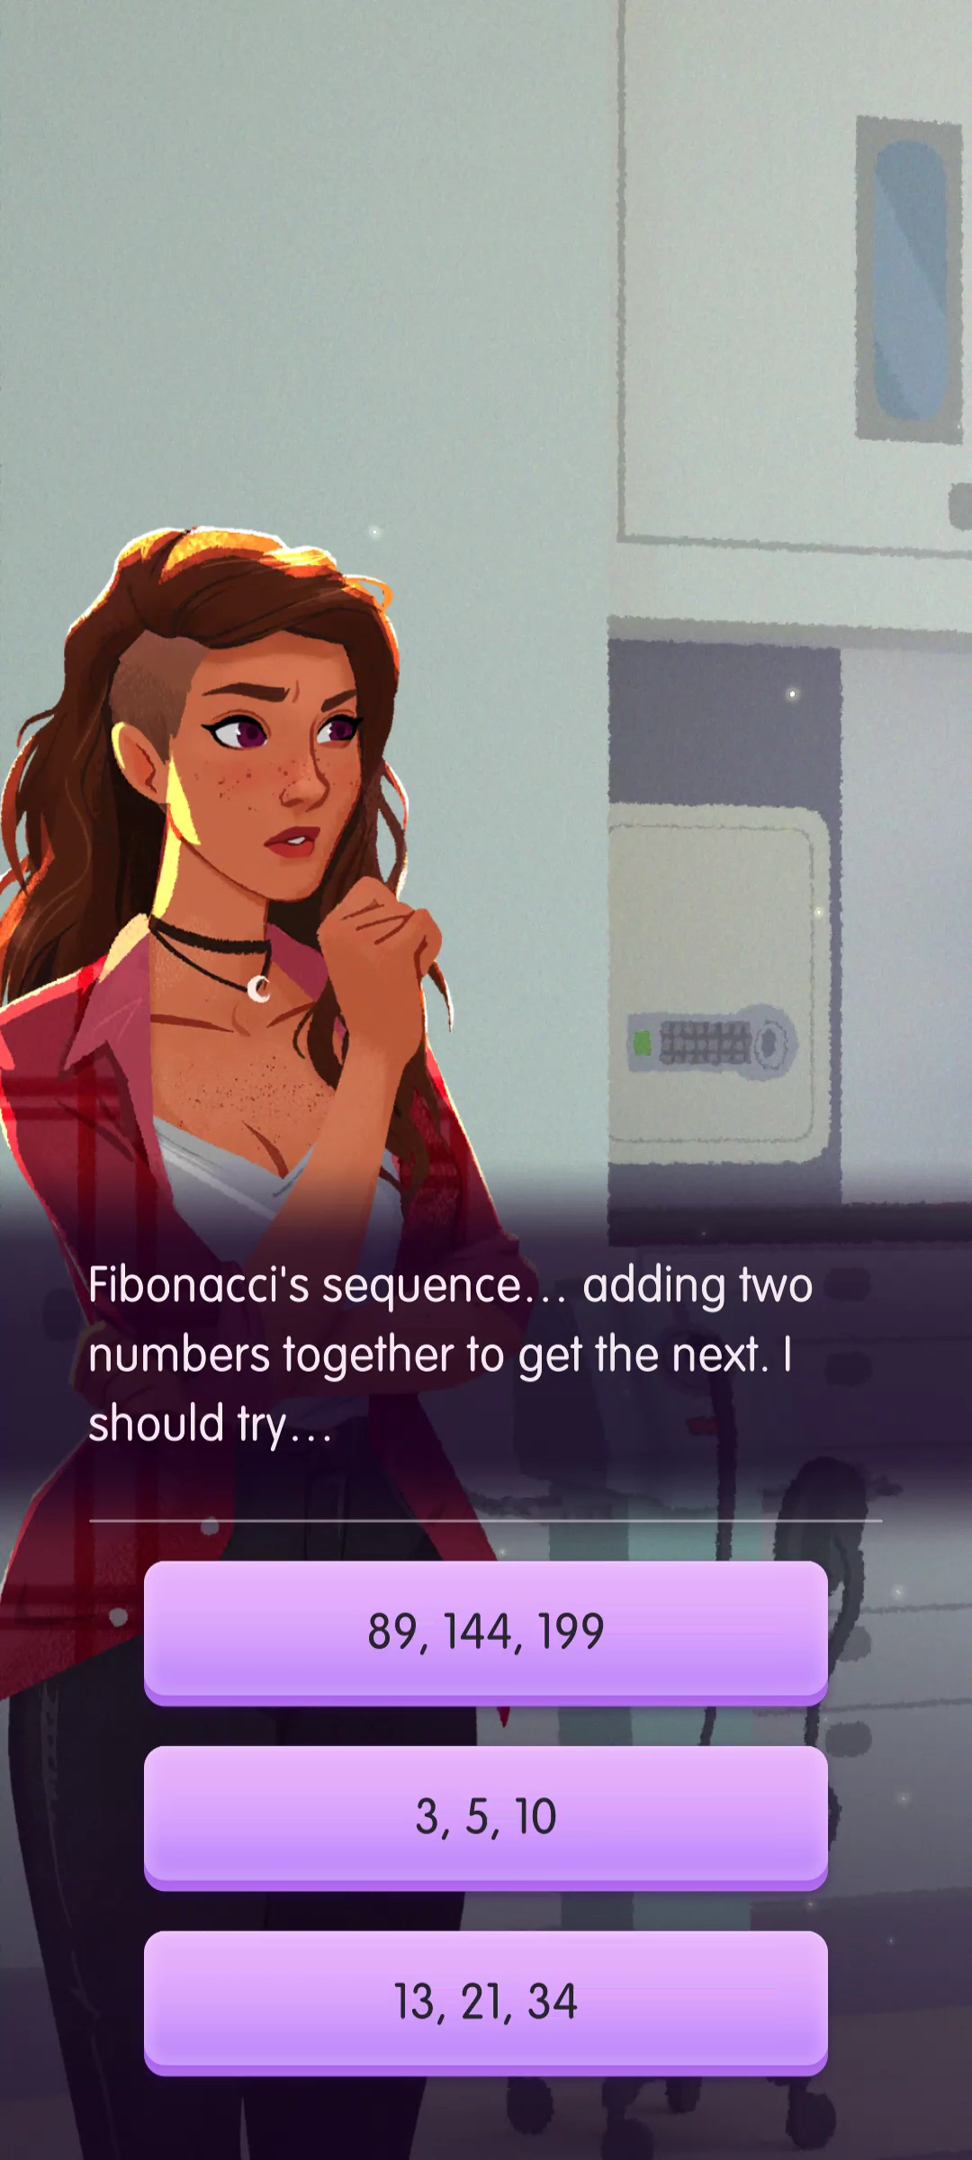 Fibonacci's sequence... adding two
numbers together to get the next. I
should try...
89, 144, 199
3, 5, 10
13, 21, 34